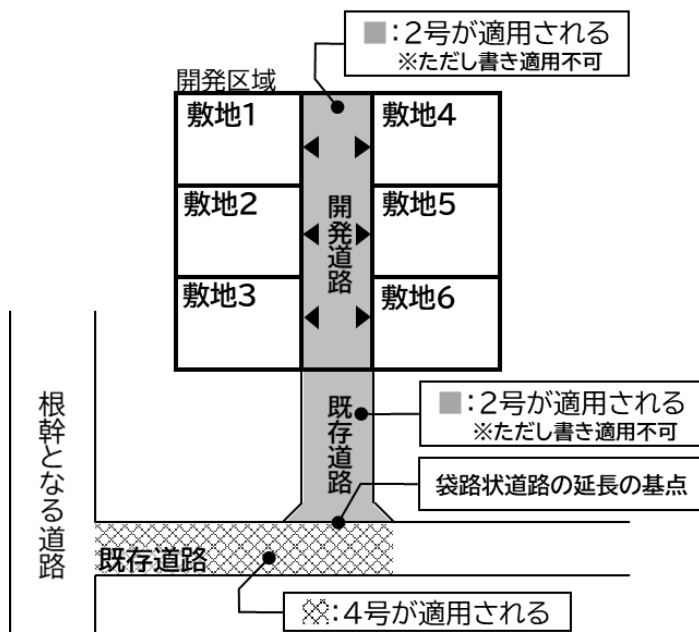 ■:2号が適用される
※ただし書き適用不可
開発区域
敷地1
敷地4
敷地2
敷地5
開発道路
敷地3
敷地6
根幹となる道路
既存道路
■:2号が適用される
※ただし書き適用不可
袋路状道路の延長の基点
既存道路
:4号が適用される